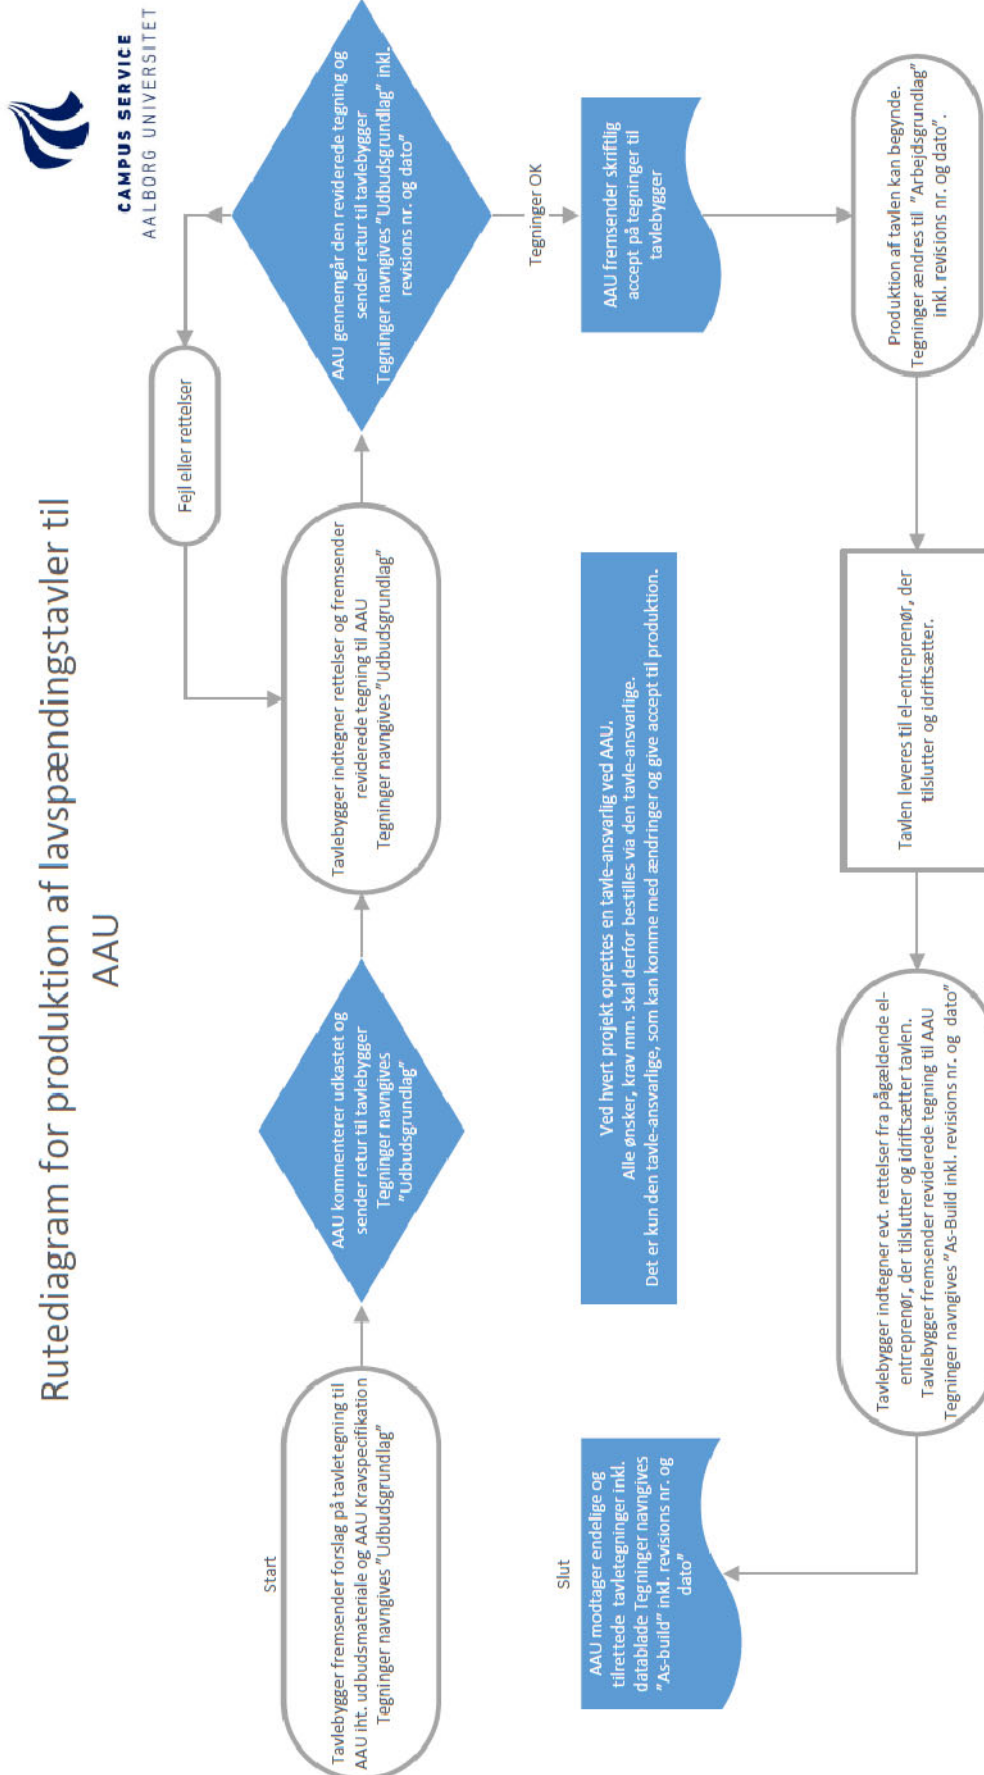 Rutediagram for produktion af lavspændingstavler til
AAU
CAMPUS SERVICE
AALBORG UNIVERSITET
Start
Tavlebygger fremsender forslag på tavletegning til
AAU iht. udbudsmateriale og AAU Kravspecifikation
Tegninger navngives ”Udbudsgrundlag”
AAU kommenterer udkastet og
sender retur til tavlebygger
Tegninger navngives
”Udbudsgrundlag”
Tavlebygger indtegner rettelser og fremsender
reviderede tegning til AAU
Tegninger navngives ”Udbudsgrundlag”
Fejl eller rettelser
AAU gennemgår den reviderede tegning og
sender retur til tavlebygger
Tegninger navngives ”Udbudsgrundlag” inkl.
revisions nr. og dato”
Tegninger OK
AAU fremsender skriftlig
accept på tegninger til
tavlebygger
Ved hvert projekt oprettes en tavle-ansvarlig ved AAU.
Alle ønsker, krav mm. skal derfor bestilles via den tavle-ansvarlige.
Det er kun den tavle-ansvarlige, som kan komme med ændringer og give accept til produktion.
Produktion af tavlen kan begynde.
Tegninger ændres til ”Arbejdsgrundlag”
inkl. revisions nr. og dato”.
Tavlen leveres til el-entreprenør, der
tilslutter og idriftsætter.
Tavlebygger indtegner evt. rettelser fra pågældende el-
entreprenør, der tilslutter og idriftsætter tavlen.
Tavlebygger fremsender reviderede tegning til AAU
Tegninger navngives ”As-Build inkl. revisions nr. og dato”
Slut
AAU modtager endelige og
tilrettede tavletegninger inkl.
datablade Tegninger navngives
”As-build” inkl. revisions nr. og
dato”